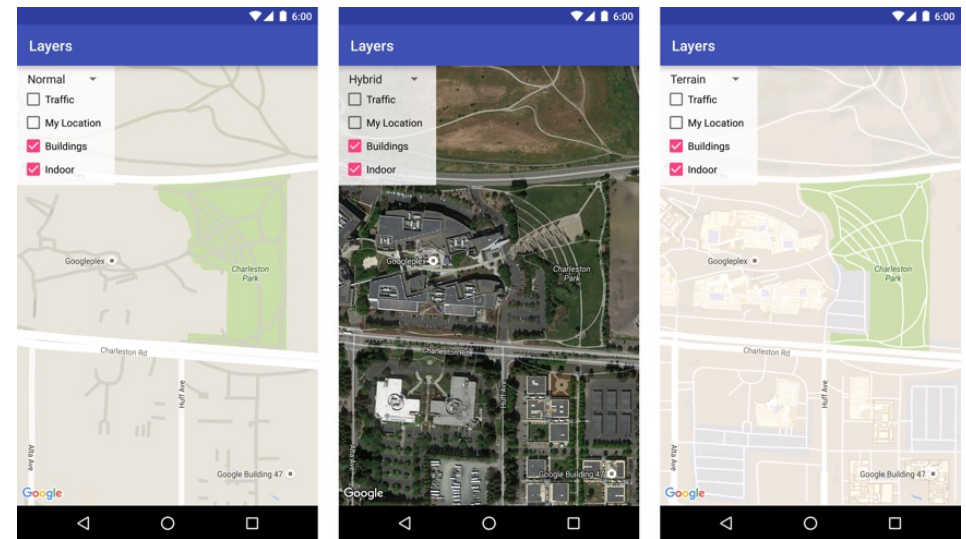 6:00
Layers
Normal
Traffic
My Location
Buildings
Indoor
Googleplex
Charleston
Park
Charleston Rd
Huff Ave
Alta Ave
Google Building 47
Google
6:00
Layers
Hybrid
Traffic
My Location
Buildings
Indoor
Googleplex
Charleston
Park
Charleston Rd
Huff Ave
Alta Ave
Google Building 47
Google
6:00
Layers
Terrain
Traffic
My Location
Buildings
Indoor
Googleplex
Charleston
Park
Charleston Rd
Huff Ave
Alta Ave
Google Building 47
Google